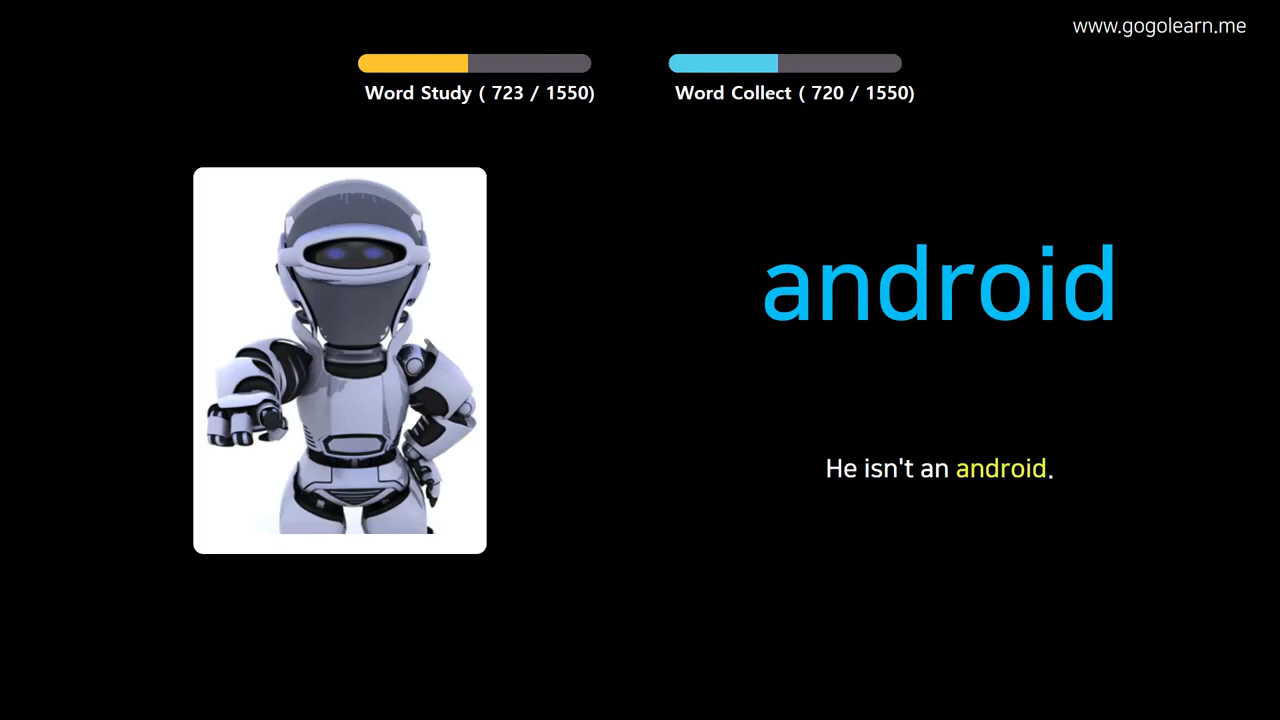 www.gogolearn.me
Word Study ( 723 / 1550)
Word Collect ( 720 / 1550)
android
He isn't an android.